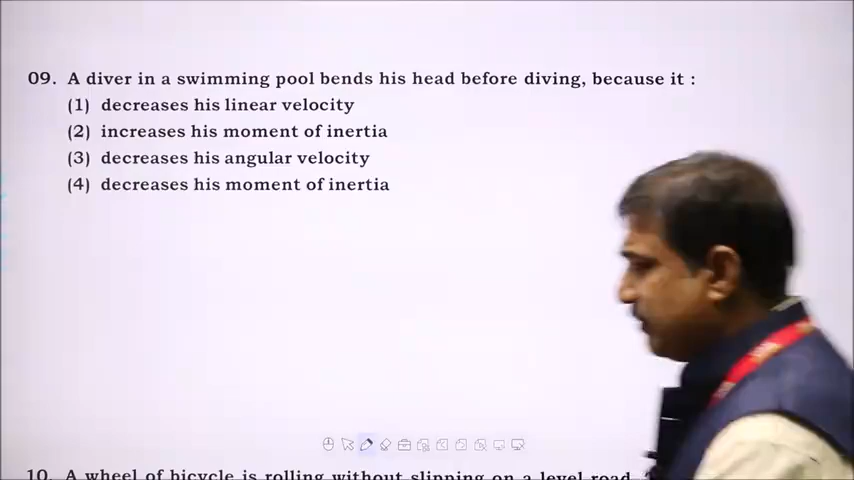 09. A diver in a swimming pool bends his head before diving, because it :
(1) decreases his linear velocity
(2) increases his moment of inertia
(3) decreases his angular velocity
(4) decreases his moment of inertia
10. A wheel of bicycle is rolling without slipping on a level road.